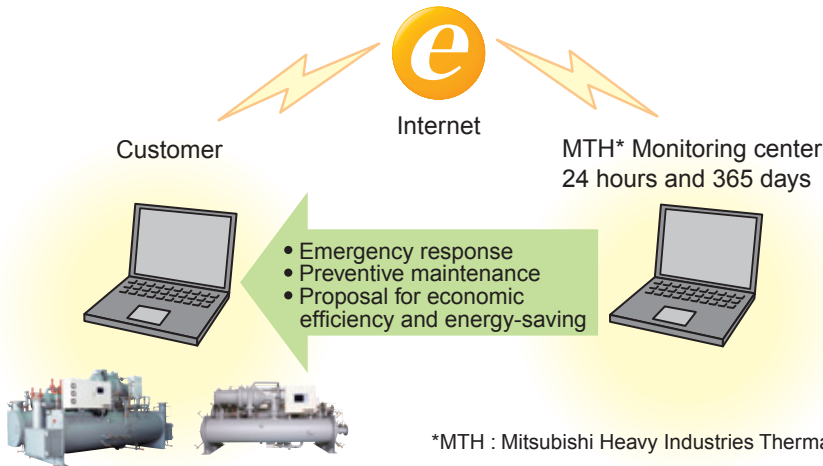 e
Internet
Customer
MTH* Monitoring center
24 hours and 365 days
• Emergency response
• Preventive maintenance
• Proposal for economic
efficiency and energy-saving
*MTH : Mitsubishi Heavy Industries Therma